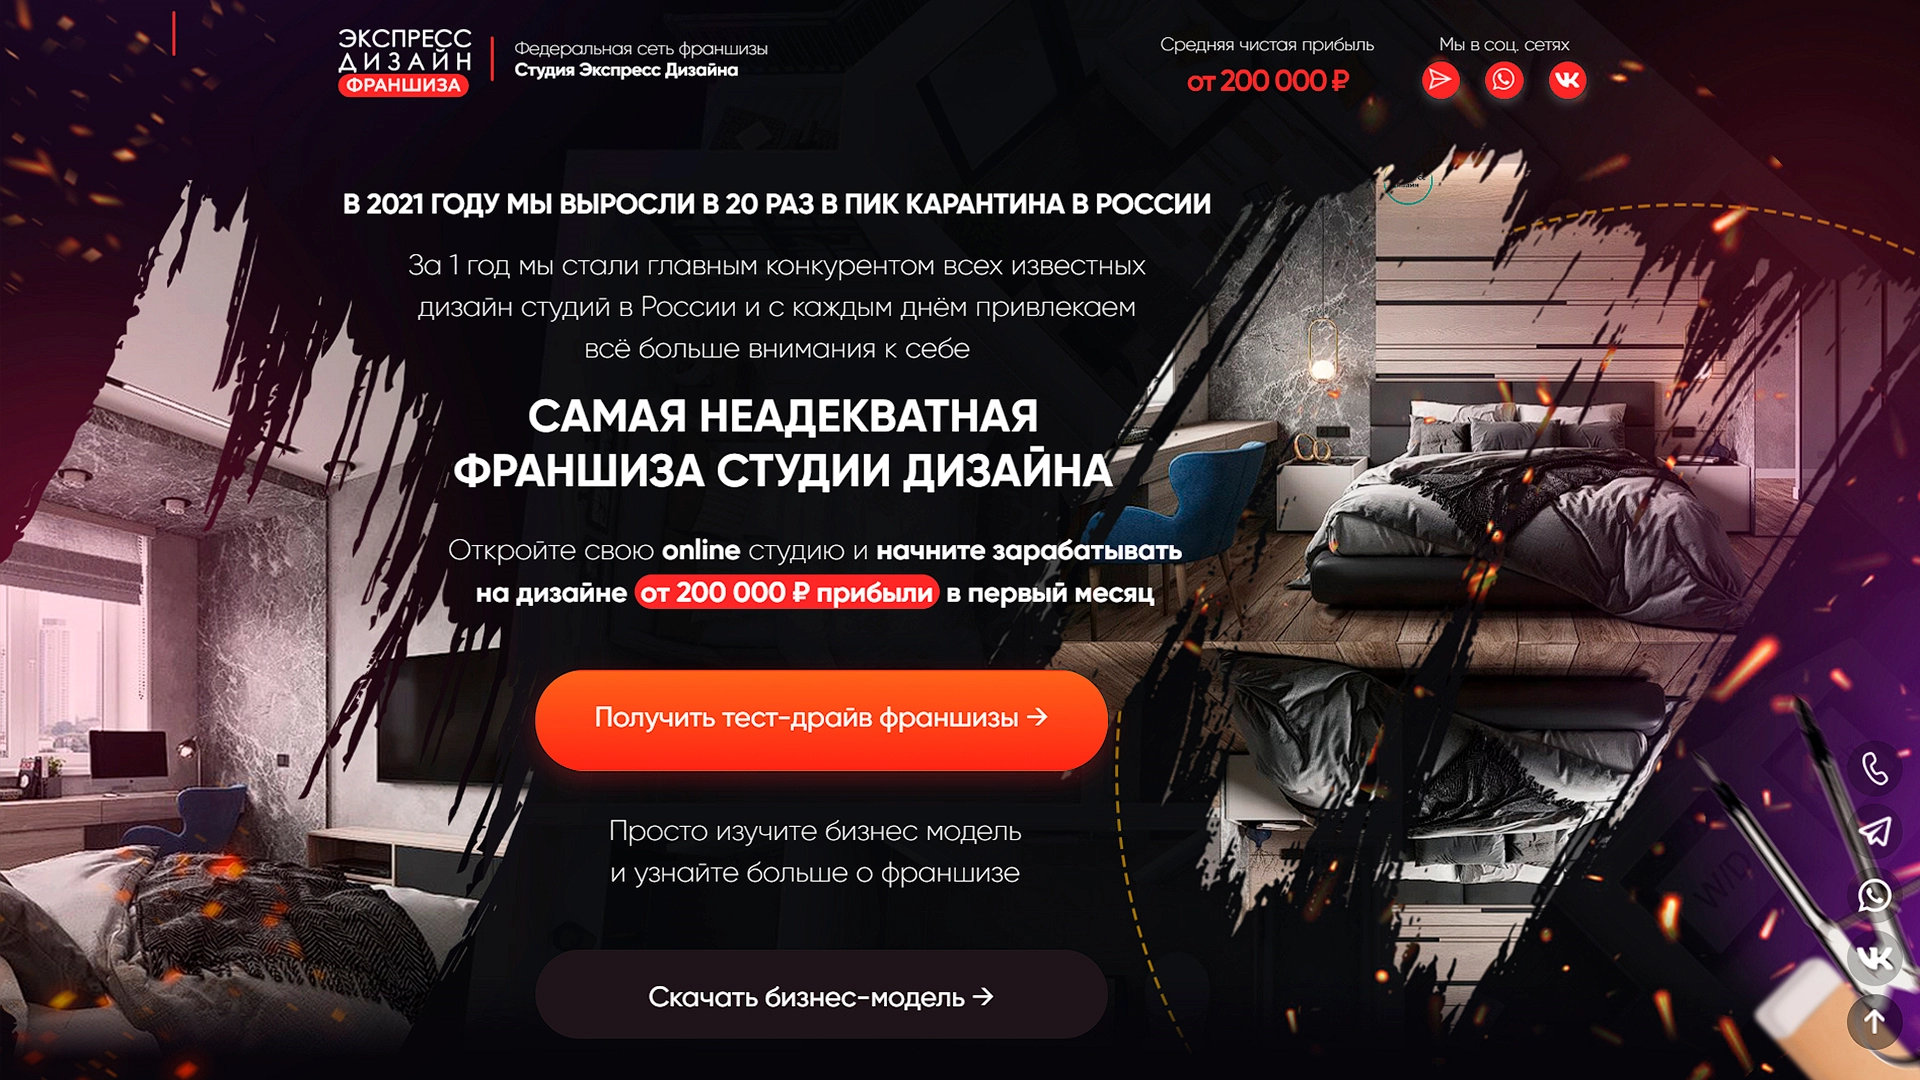 ЭКСПРЕСС
ДИЗАЙН
ФРАНШИЗА
Федеральная сеть франшизы
Студия Экспресс Дизайна
Средняя чистая прибыль
от 200 000 ₽
Мы в соц. сетях
В 2021 ГОДУ МЫ ВЫРОСЛИ В 20 РАЗ В ПИК КАРАНТИНА В РОССИИ
За 1 год мы стали главным конкурентом всех известных
дизайн студий в России и с каждым днём привлекаем
всё больше внимания к себе
САМАЯ НЕАДЕКВАТНАЯ
ФРАНШИЗА СТУДИИ ДИЗАЙНА
Откройте свою online студию и начните зарабатывать
на дизайне от 200 000 ₽ прибыли в первый месяц
Получить тест-драйв франшизы →
Просто изучите бизнес модель
и узнайте больше о франшизе
Скачать бизнес-модель →